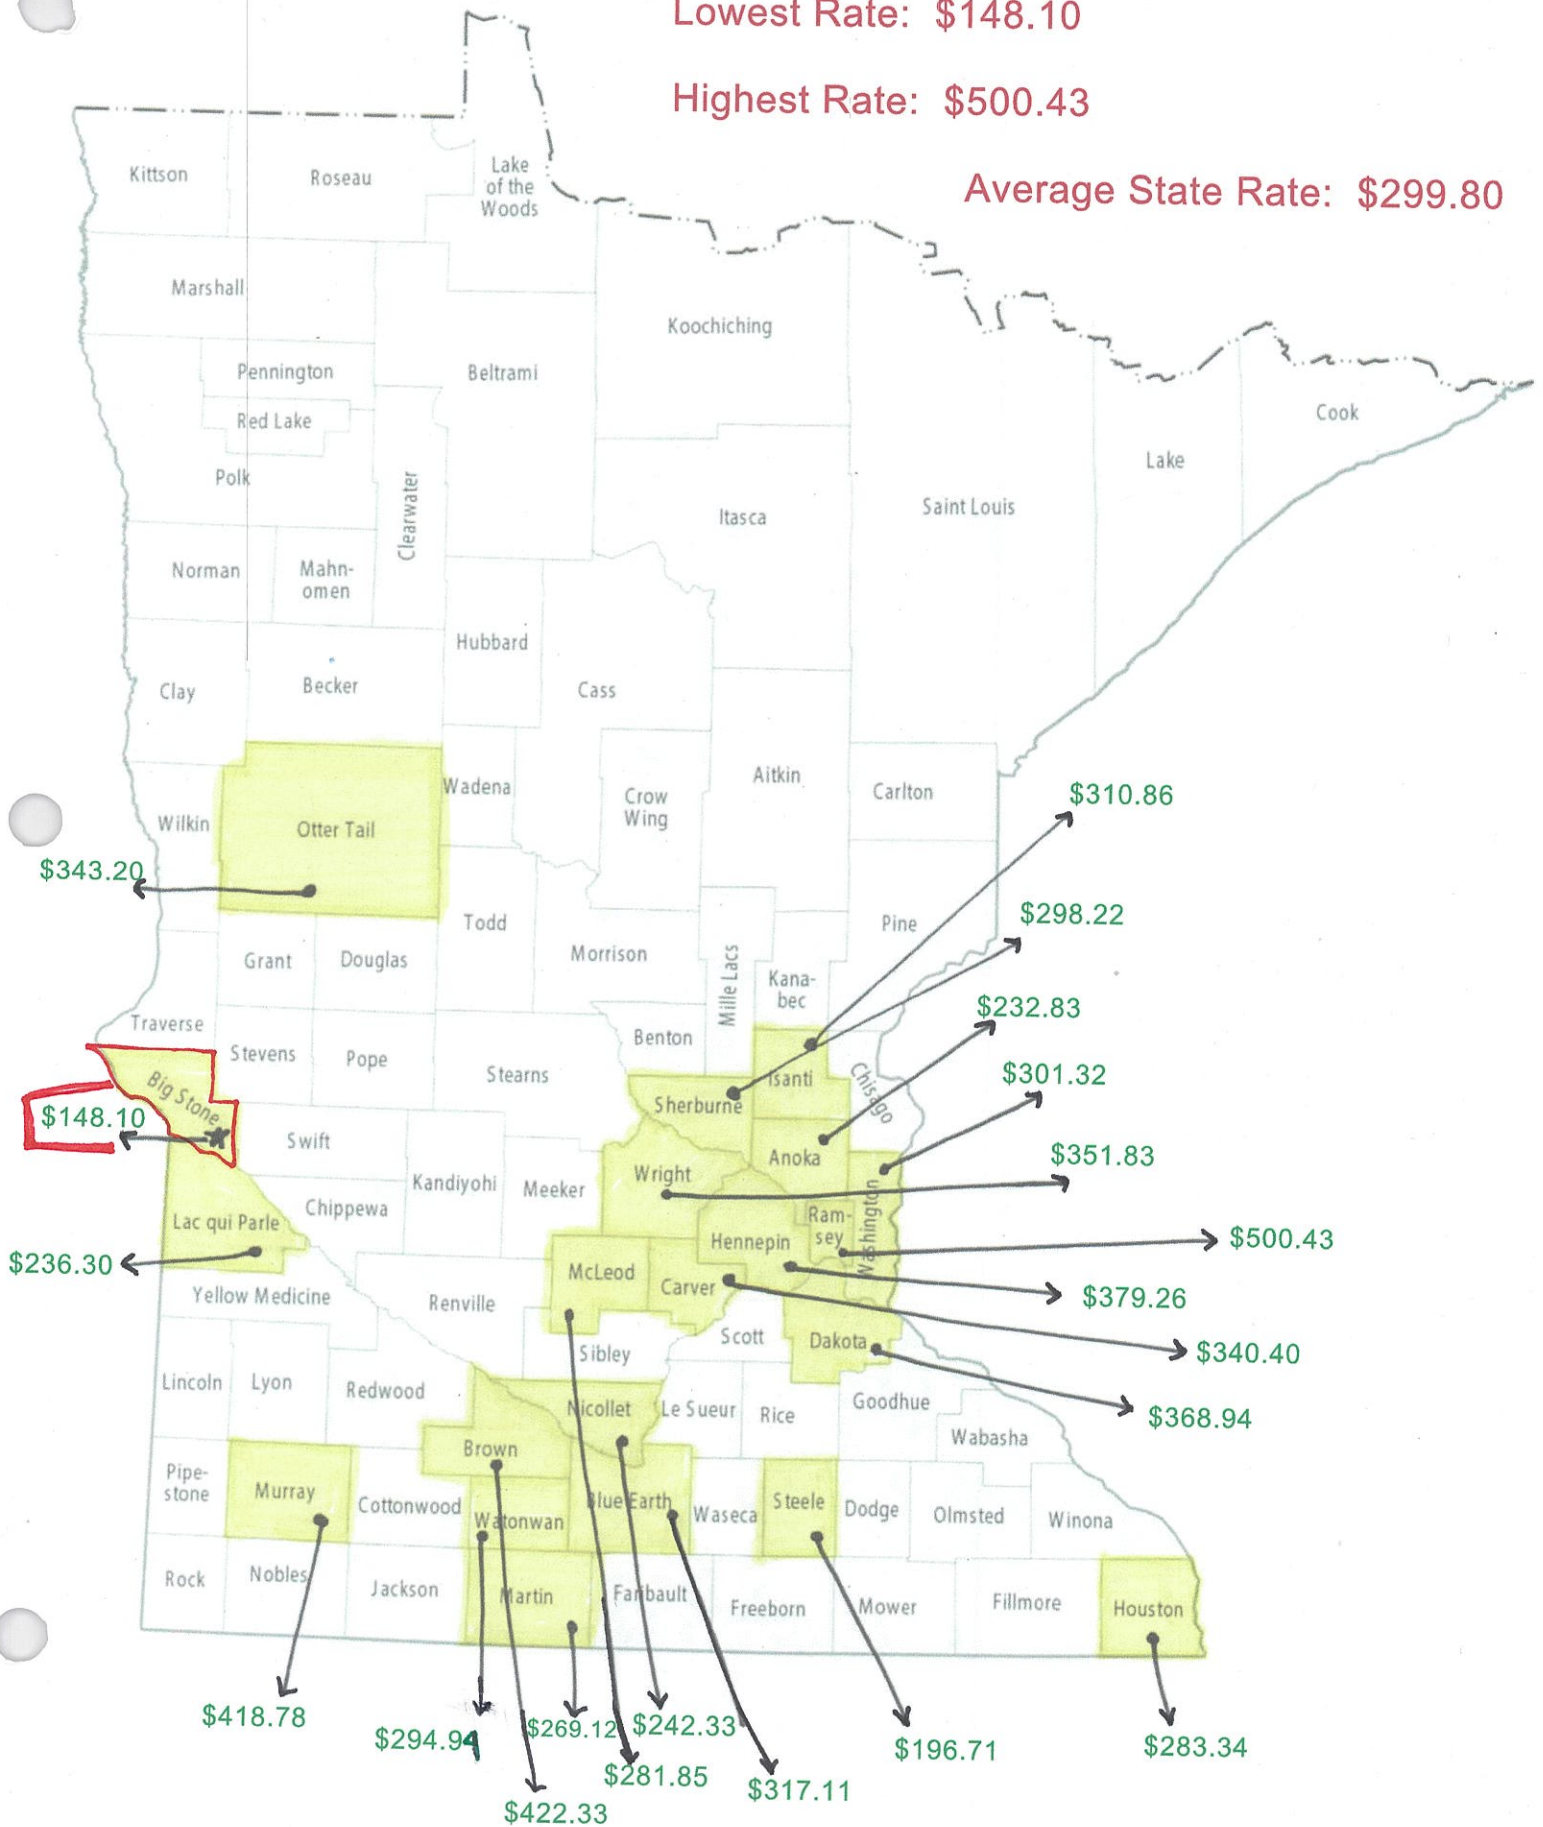 Lowest Rate: $148.10
Highest Rate: $500.43
Average State Rate: $299.80
Kittson
Roseau
Lake
of the
Woods
Marshall
Koochiching
Pennington
Beltrami
Red Lake
Cook
Polk
Clearwater
Lake
Itasca
Saint Louis
Norman
Mahn-
omen
Hubbard
Clay
Becker
Cass
Wadena
Aitkin
Carlton
$310.86
Crow
Wing
Wilkin
Otter Tail
$343.20
Todd
Pine
$298.22
Grant
Douglas
Morrison
Mille Lacs
Kana-
bec
$232.83
Traverse
Stevens
Pope
Benton
Stearns
Isanti
Chisago
$301.32
Big Stone
$148.10
Sherburne
Swift
Anoka
$351.83
Kandiyohi
Meeker
Wright
Chippewa
Lac qui Parle
Hennepin
Ram-
sey
Washington
$500.43
$236.30
McLeod
Carver
$379.26
Yellow Medicine
Renville
Scott
Dakota
$340.40
Sibley
Lincoln
Lyon
Redwood
Nicollet
Le Sueur
Rice
Goodhue
$368.94
Wabasha
Brown
Pipe-
stone
Murray
Cottonwood
Watonwan
Blue Earth
Waseca
Steele
Dodge
Olmsted
Winona
Rock
Nobles
Jackson
Martin
Faribault
Freeborn
Mower
Fillmore
Houston
$418.78
$294.94
$269.12
$242.33
$196.71
$283.34
$281.85
$317.11
$422.33